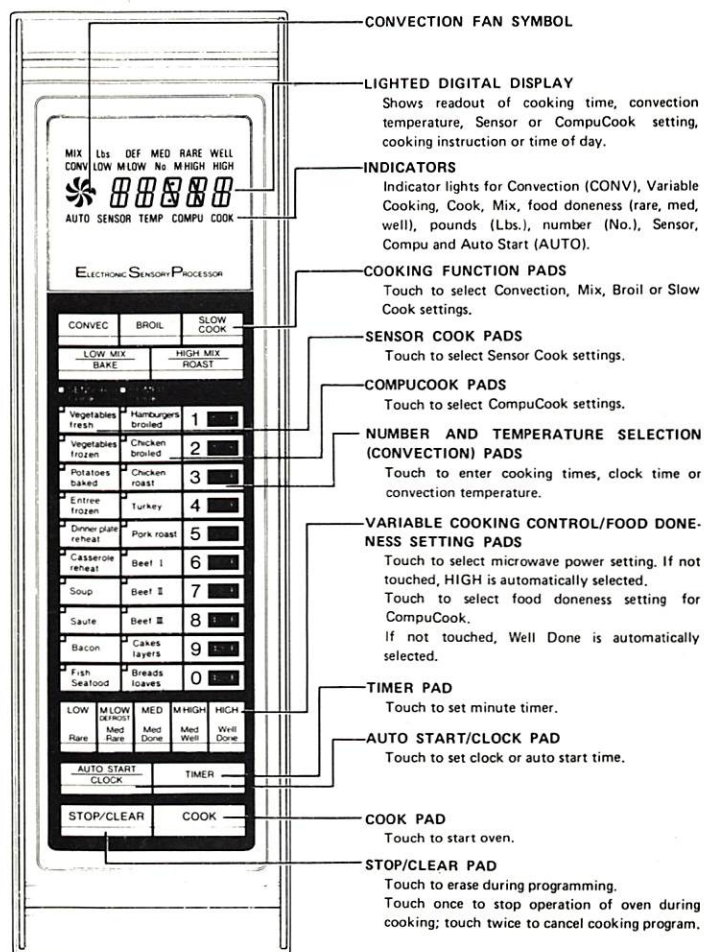 CONVECTION FAN SYMBOL
LIGHTED DIGITAL DISPLAY
Shows readout of cooking time, convection
temperature, Sensor or CompuCook setting,
cooking instruction or time of day.
INDICATORS
Indicator lights for Convection (CONV), Variable
Cooking, Cook, Mix, food doneness (rare, med,
well), pounds (Lbs.), number (No.), Sensor,
Compu and Auto Start (AUTO).
COOKING FUNCTION PADS
Touch to select Convection, Mix, Broil or Slow
Cook settings.
SENSOR COOK PADS
Touch to select Sensor Cook settings.
COMPUCOOK PADS
Touch to select CompuCook settings.
NUMBER AND TEMPERATURE SELECTION
(CONVECTION) PADS
Touch to enter cooking times, clock time or
convection temperature.
VARIABLE COOKING CONTROL/FOOD DONE-
NESS SETTING PADS
Touch to select microwave power setting. If not
touched, HIGH is automatically selected.
Touch to select food doneness setting for
CompuCook.
If not touched, Well Done is automatically
selected.
TIMER PAD
Touch to set minute timer.
AUTO START/CLOCK PAD
Touch to set clock or auto start time.
COOK PAD
Touch to start oven.
STOP/CLEAR PAD
Touch to erase during programming.
Touch once to stop operation of oven during
cooking; touch twice to cancel cooking program.
MIX Lbs DEF MED RARE WELL
CONV LOW M LOW No M HIGH HIGH
AUTO SENSOR TEMP COMPU COOK
ELECTRONIC SENSORY PROCESSOR
CONVEC BROIL SLOW
COOK
LOW MIX HIGH MIX
BAKE ROAST
Vegetables Hamburgers 1
fresh broiled
Vegetables Chicken 2
frozen broiled
Potatoes Chicken 3
baked roast
Entree Turkey 4
frozen
Dinner plate Pork roast 5
reheat
Casserole Beef I 6
reheat
Soup Beef II 7
Saute Beef III 8
Bacon Cakes 9
layers
Fish Breads 0
Seafood loaves
LOW M LOW MED M HIGH HIGH
DEFROST
Rare Med Med Med Well
Rare Done Well Done
AUTO START TIMER
CLOCK
STOP/CLEAR COOK